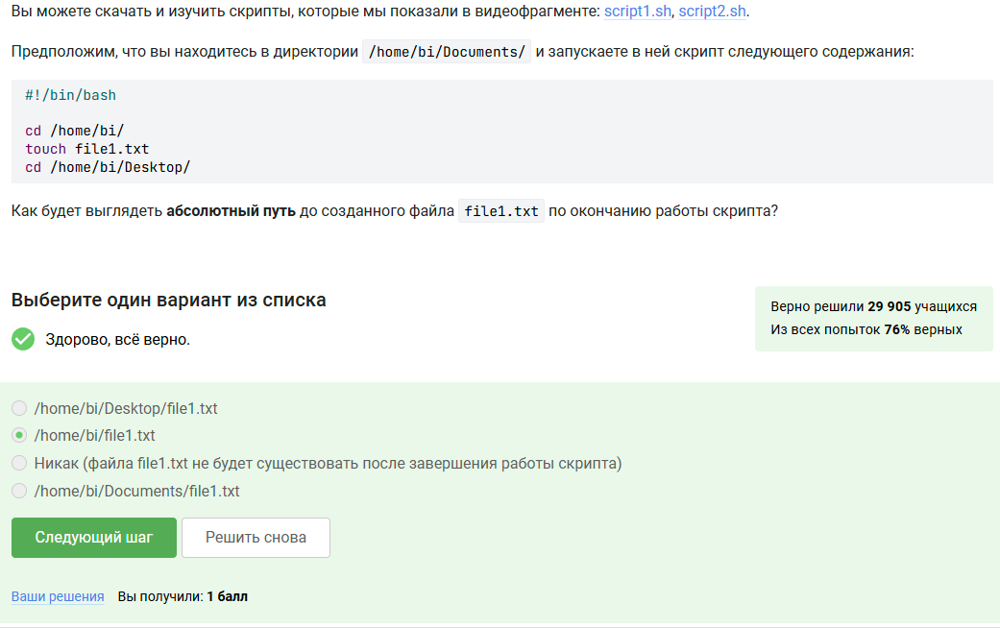 Вы можете скачать и изучить скрипты, которые мы показали в видеофрагменте: script1.sh, script2.sh.
Предположим, что вы находитесь в директории /home/bi/Documents/ и запускаете в ней скрипт следующего содержания:
#!/bin/bash
cd /home/bi/
touch file1.txt
cd /home/bi/Desktop/
Как будет выглядеть абсолютный путь до созданного файла file1.txt по окончанию работы скрипта?
Выберите один вариант из списка
Здорово, всё верно.
Верно решили 29 905 учащихся
Из всех попыток 76% верных
/home/bi/Desktop/file1.txt
/home/bi/file1.txt
Никак (файла file1.txt не будет существовать после завершения работы скрипта)
/home/bi/Documents/file1.txt
Следующий шаг
Решить снова
Ваши решения Вы получили: 1 балл